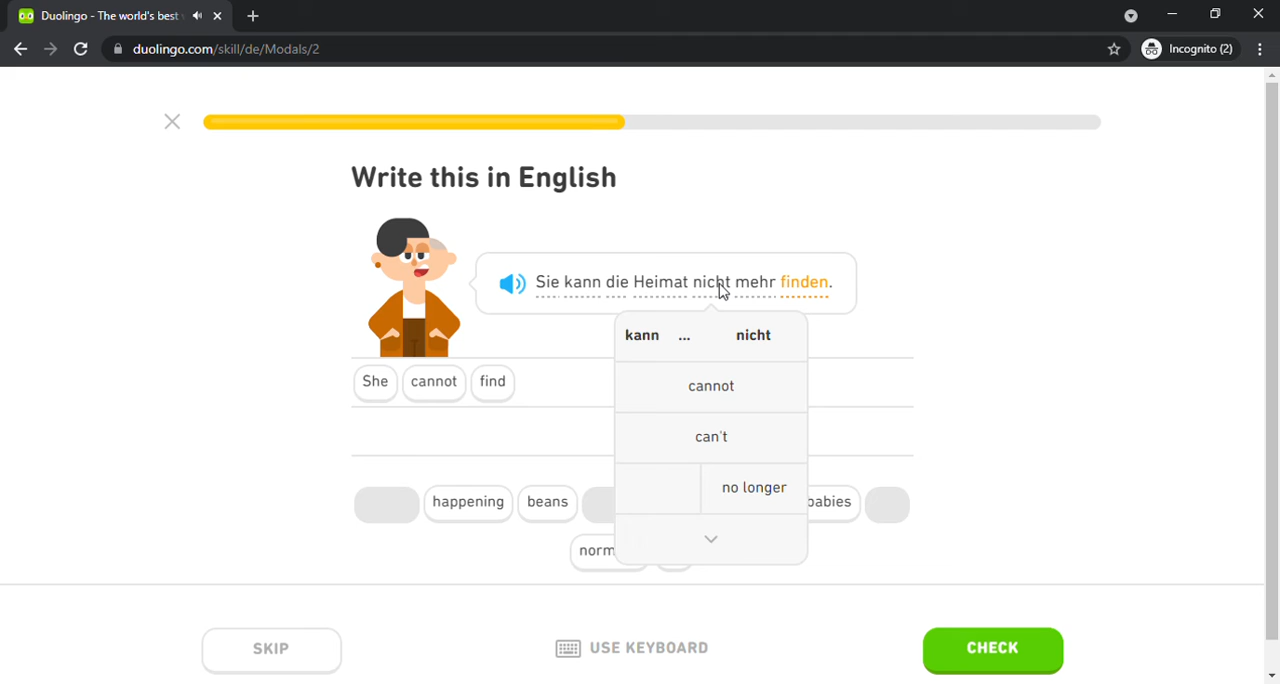 Duolingo - The world's best
duolingo.com/skill/de/Modals/2
Incognito (2)
Write this in English
Sie kann die Heimat nicht mehr finden.
kann ... nicht
She cannot find
cannot
can't
no longer
happening beans
norm
SKIP
USE KEYBOARD
CHECK